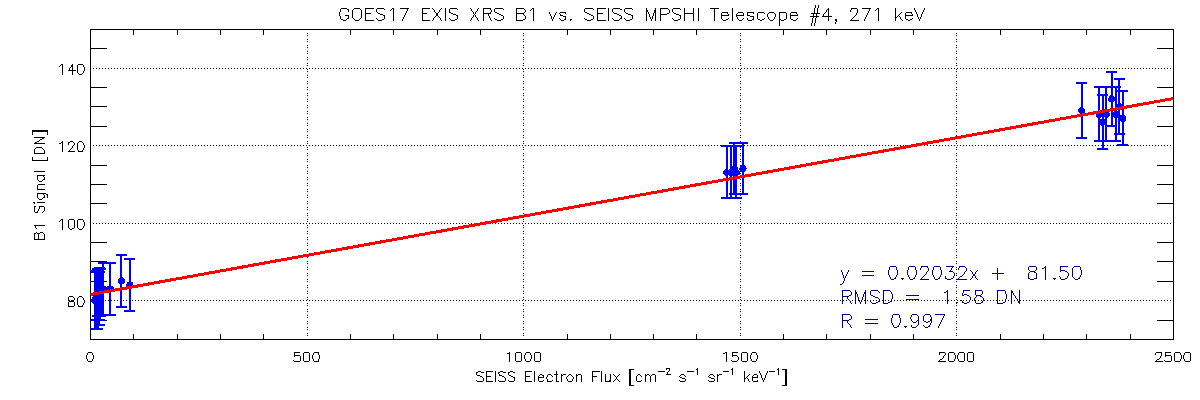 GOES17 EXIS XRS B1 vs. SEISS MPSHI Telescope #4, 271 keV
140
120
100
80
B1 Signal [DN]
y = 0.02032x + 81.50
RMSD = 1.58 DN
R = 0.997
0 500 1000 1500 2000 2500
SEISS Electron Flux [cm⁻² s⁻¹ sr⁻¹ keV⁻¹]